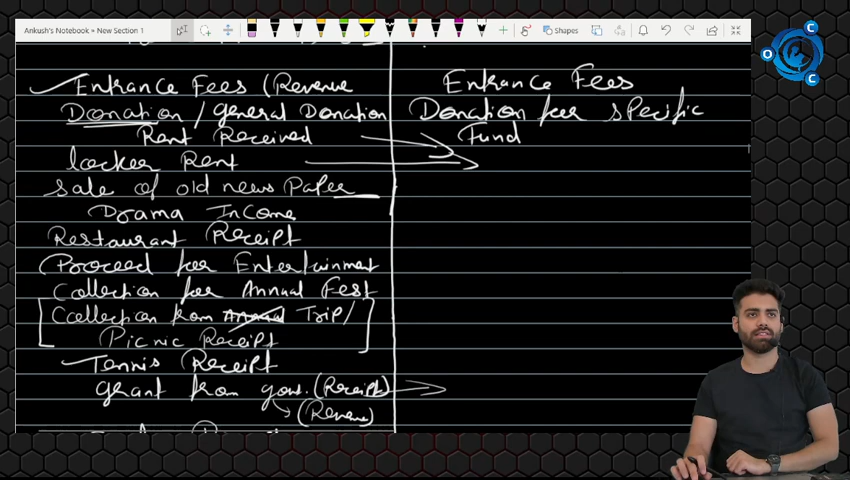 Ankush's Notebook » New Section 1
Shapes
O C C
Entrance Fees (Revenue
Donation / general Donation
Rent Received
locker Rent
sale of old news Paper
Drama Income
Restaurant Receipt
Proceed for Entertainment
Collection for Annual Fest
Collection from Trip/
Picnic Receipt
Tennis Receipt
grant from govt. (Receipt)
(Revenue)
Entrance Fees
Donation for specific
Fund